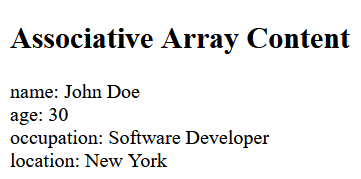 Associative Array Content
name: John Doe
age: 30
occupation: Software Developer
location: New York